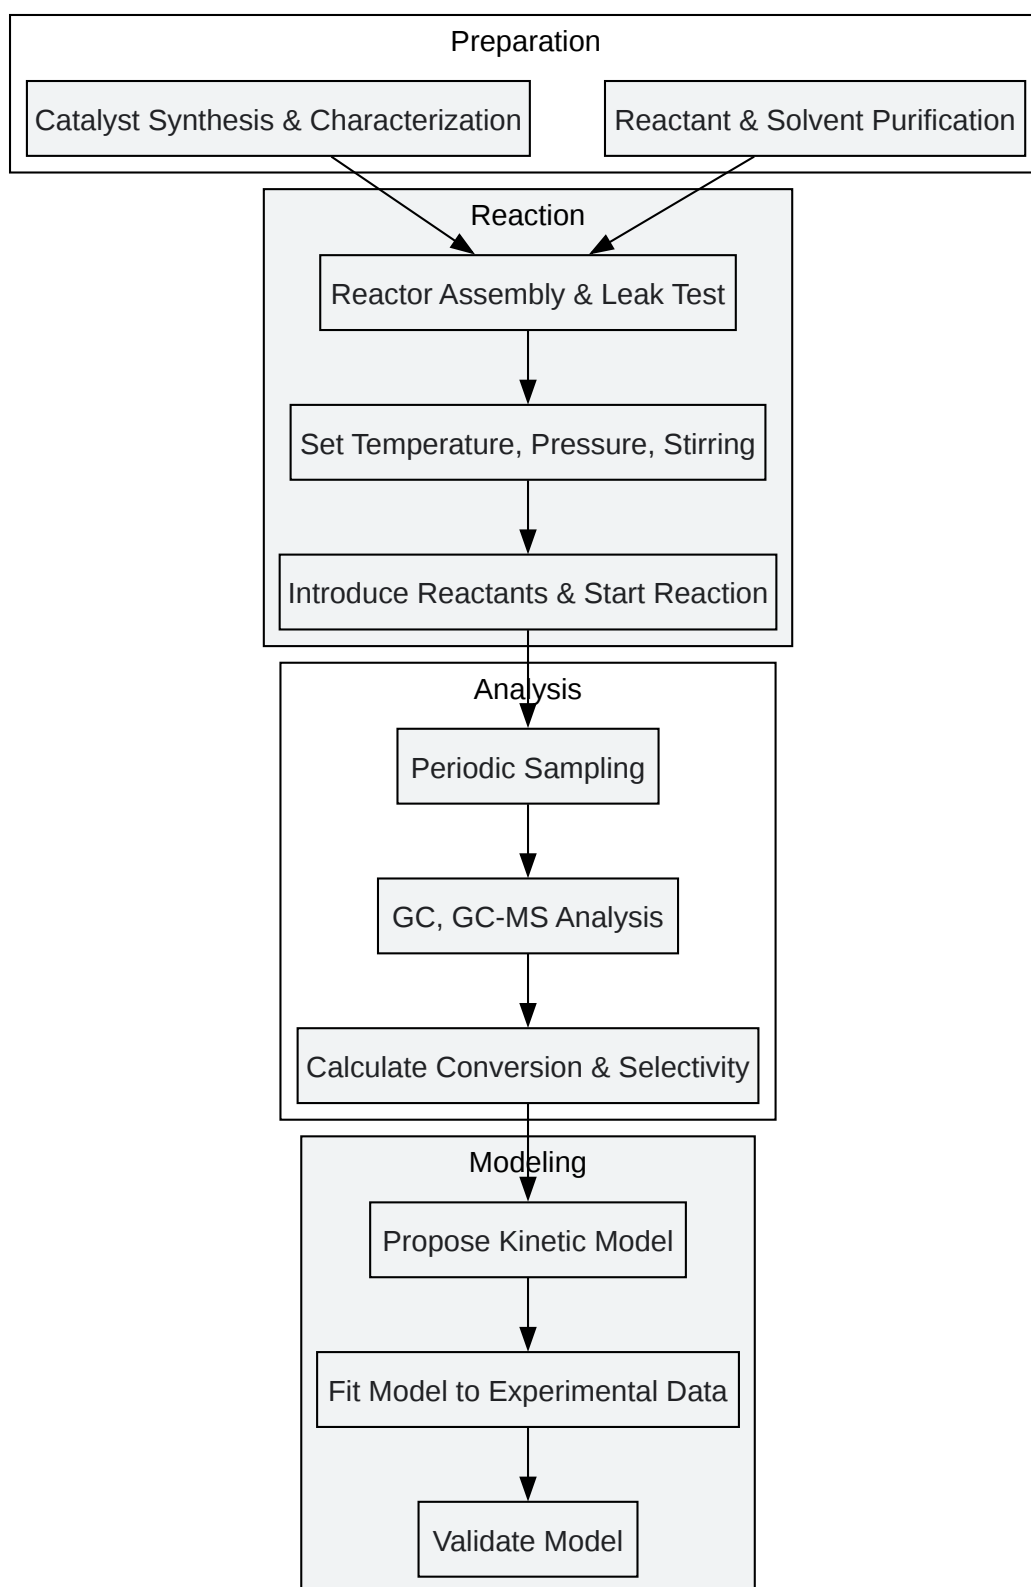 Preparation
Catalyst Synthesis & Characterization
Reactant & Solvent Purification
Reaction
Reactor Assembly & Leak Test
Set Temperature, Pressure, Stirring
Introduce Reactants & Start Reaction
Analysis
Periodic Sampling
GC, GC-MS Analysis
Calculate Conversion & Selectivity
Modeling
Propose Kinetic Model
Fit Model to Experimental Data
Validate Model